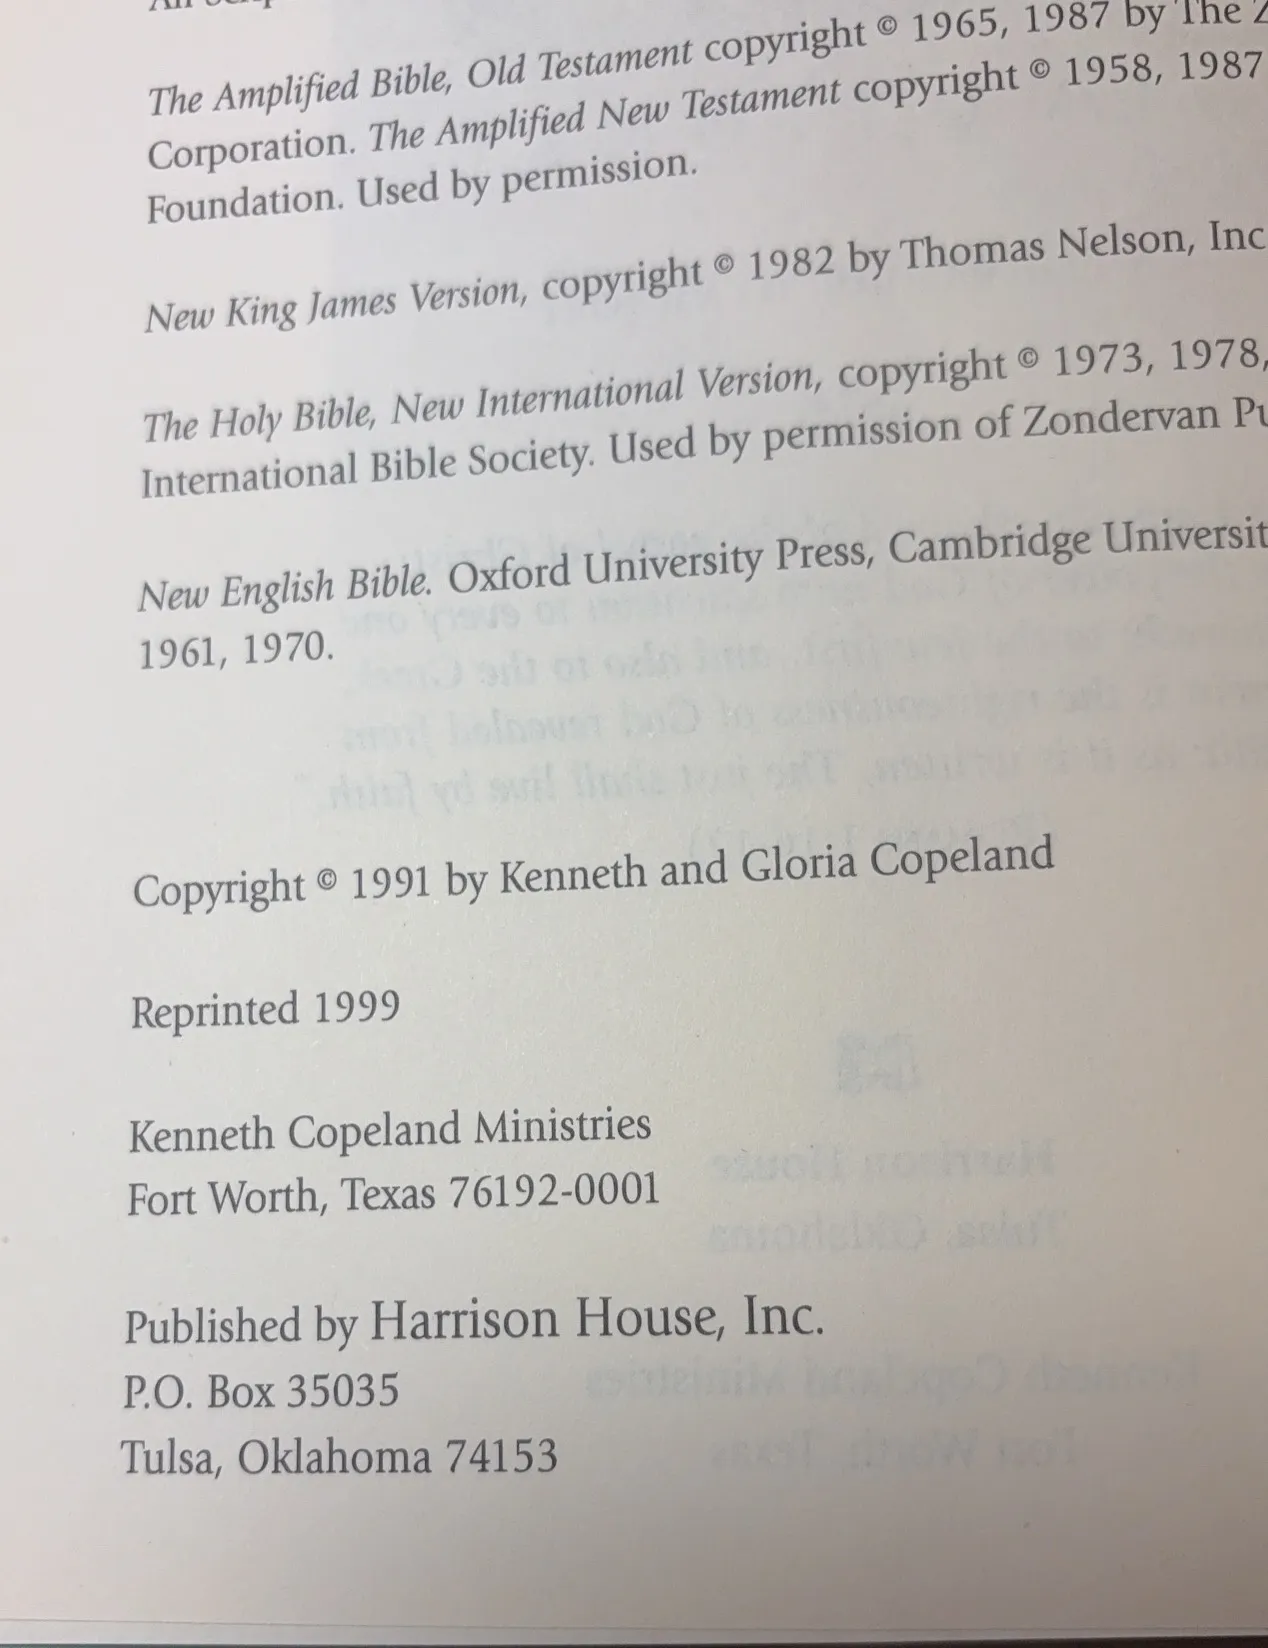 The Amplified Bible, Old Testament copyright © 1965, 1987 by The
Corporation. The Amplified New Testament copyright © 1958, 1987
Foundation. Used by permission.
New King James Version, copyright © 1982 by Thomas Nelson, Inc
The Holy Bible, New International Version, copyright © 1973, 1978,
International Bible Society. Used by permission of Zondervan
New English Bible. Oxford University Press, Cambridge Universit
1961, 1970.
Copyright © 1991 by Kenneth and Gloria Copeland
Reprinted 1999
Kenneth Copeland Ministries
Fort Worth, Texas 76192-0001
Published by Harrison House, Inc.
P.O. Box 35035
Tulsa, Oklahoma 74153